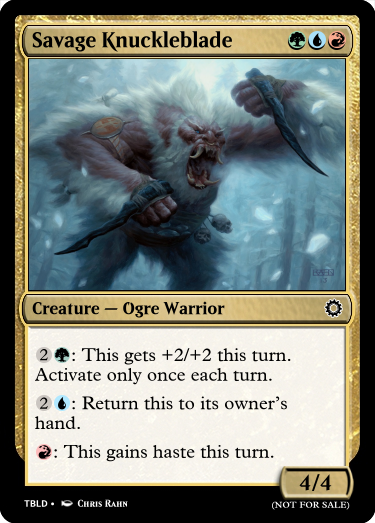 Savage Knuckleblade
Creature — Ogre Warrior
2: This gets +2/+2 this turn.
Activate only once each turn.
2: Return this to its owner's
hand.
: This gains haste this turn.
4/4
TBLD • Chris Rahn
(NOT FOR SALE)